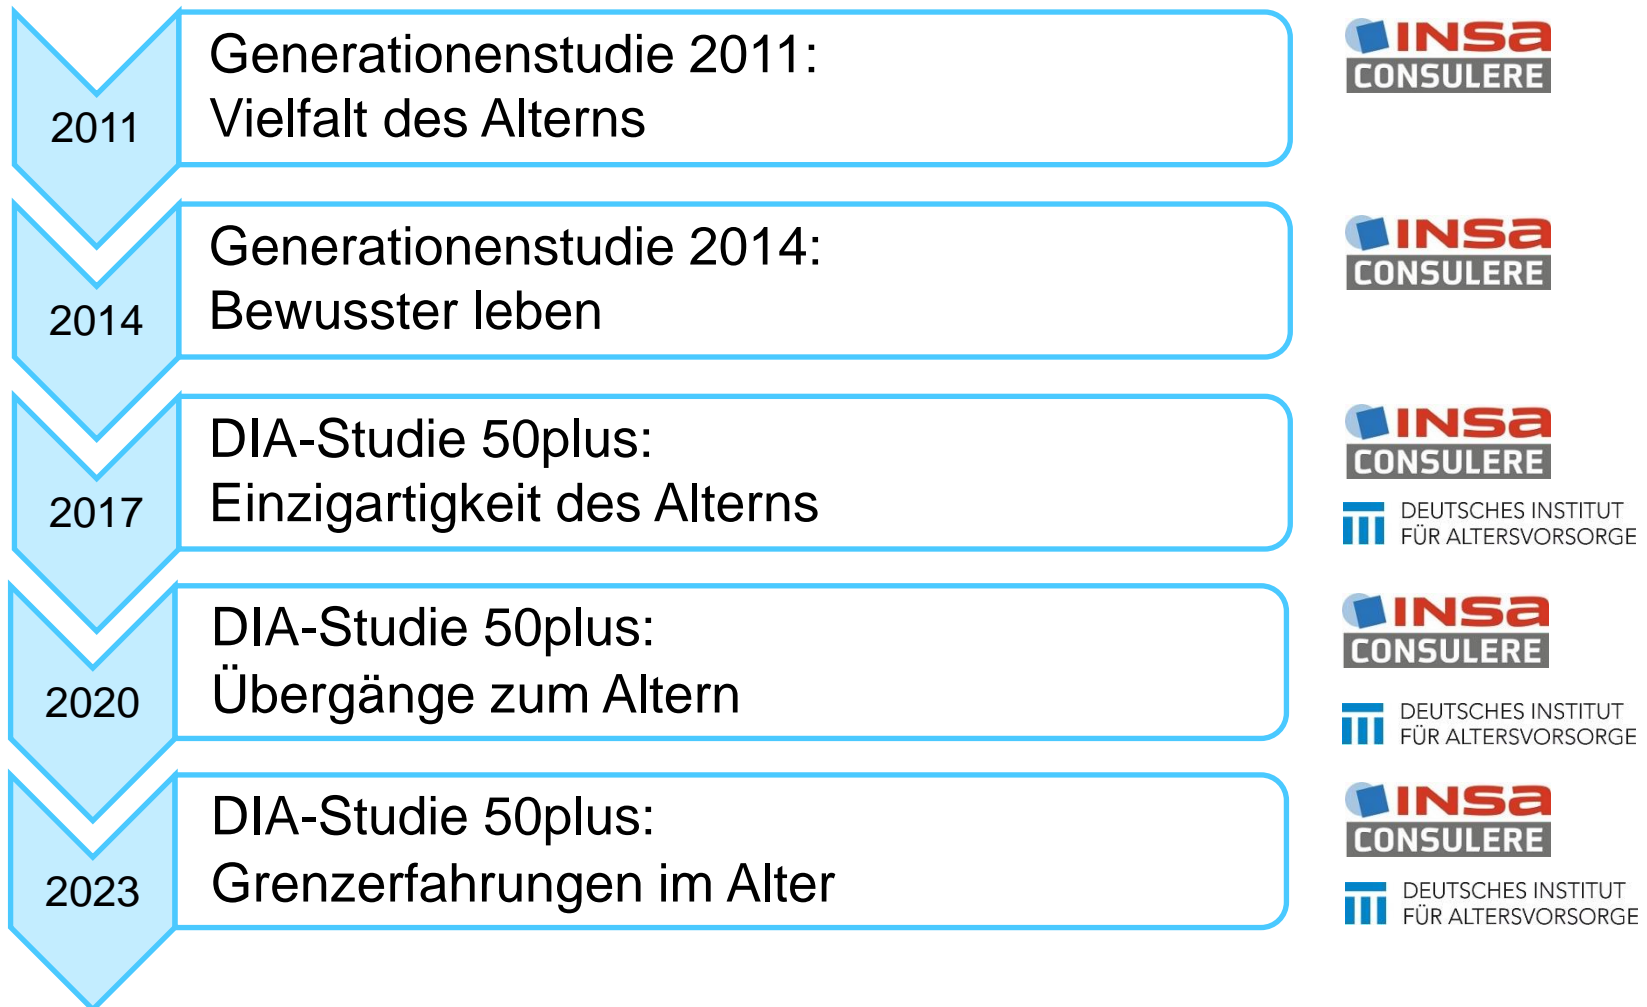 2011
Generationenstudie 2011:
Vielfalt des Alterns
INSa
CONSULERE
2014
Generationenstudie 2014:
Bewusster leben
INSa
CONSULERE
2017
DIA-Studie 50plus:
Einzigartigkeit des Alterns
INSa
CONSULERE
DEUTSCHES INSTITUT
FÜR ALTERSVORSORGE
2020
DIA-Studie 50plus:
Übergänge zum Altern
INSa
CONSULERE
DEUTSCHES INSTITUT
FÜR ALTERSVORSORGE
2023
DIA-Studie 50plus:
Grenzerfahrungen im Alter
INSa
CONSULERE
DEUTSCHES INSTITUT
FÜR ALTERSVORSORGE